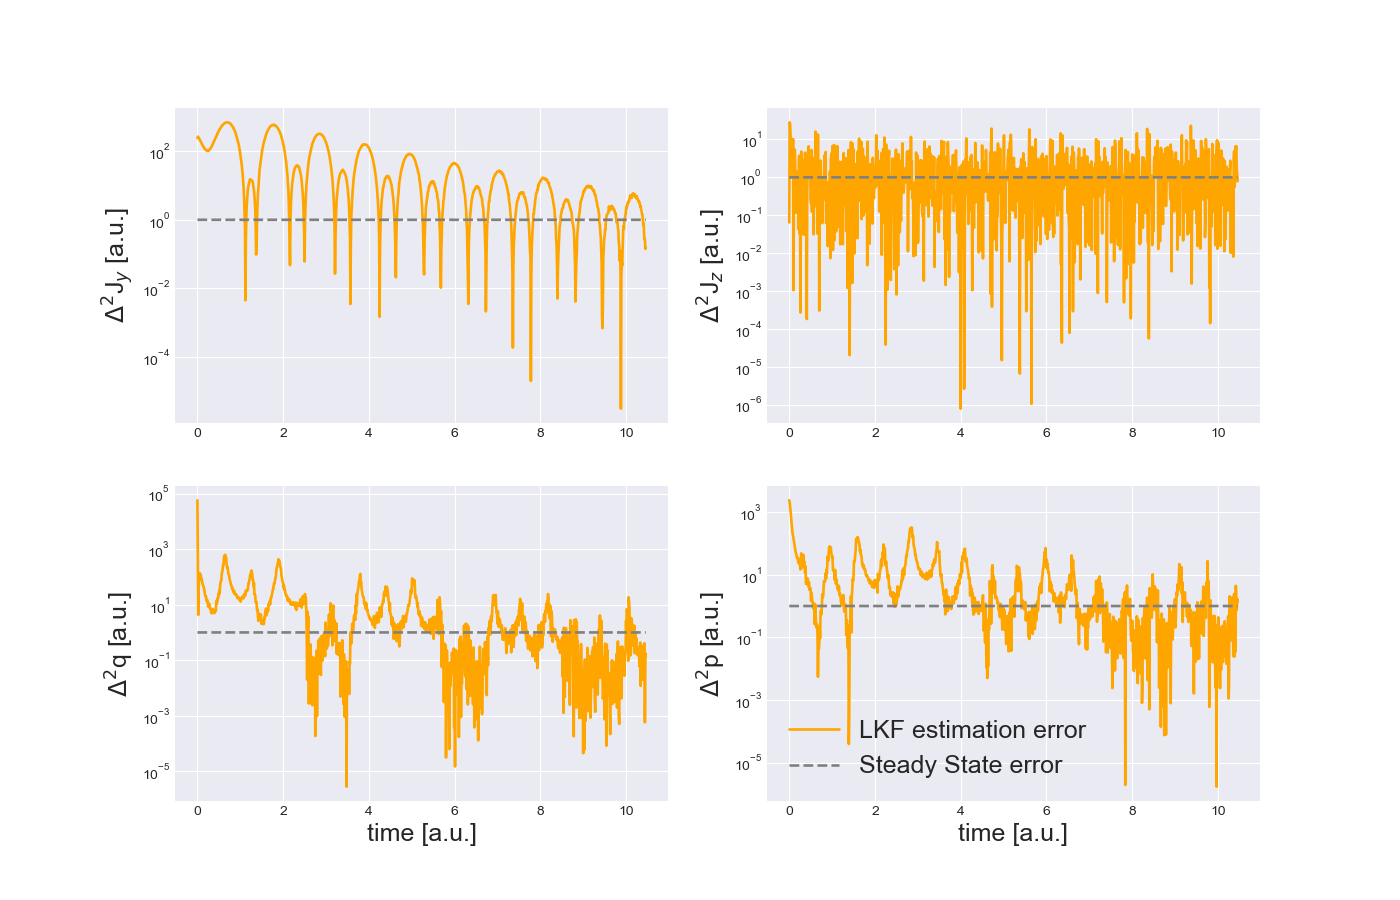 Δ²J_y [a.u.]
10²
10⁰
10⁻²
10⁻⁴
0 2 4 6 8 10
Δ²J_z [a.u.]
10¹
10⁰
10⁻¹
10⁻²
10⁻³
10⁻⁴
10⁻⁵
10⁻⁶
0 2 4 6 8 10
Δ²q [a.u.]
10⁵
10³
10¹
10⁻¹
10⁻³
10⁻⁵
0 2 4 6 8 10
time [a.u.]
Δ²p [a.u.]
10³
10¹
10⁻¹
10⁻³
10⁻⁵
LKF estimation error
Steady State error
0 2 4 6 8 10
time [a.u.]